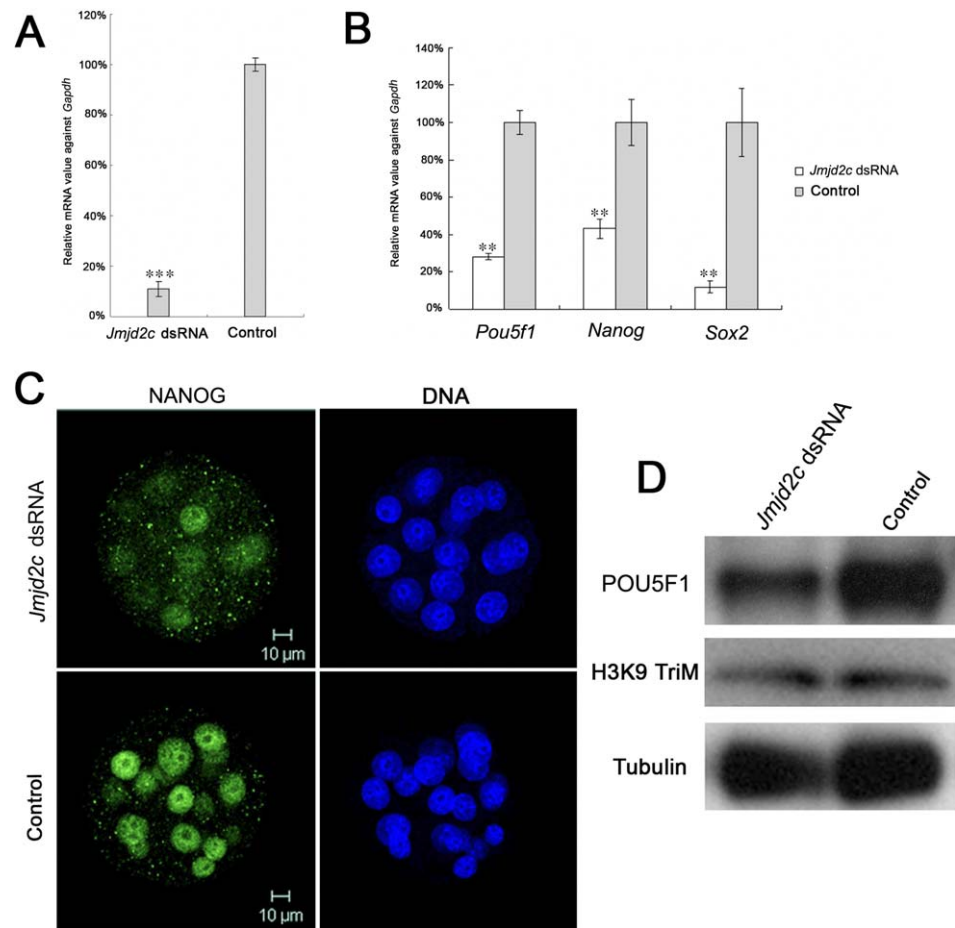 A
Relative mRNA value against Gapdh
120%
100%
80%
60%
40%
20%
0%
***
Jmjd2c dsRNA
Control
B
Relative mRNA value against Gapdh
140%
120%
100%
80%
60%
40%
20%
0%
**
**
**
Pou5f1
Nanog
Sox2
Jmjd2c dsRNA
Control
C
NANOG
DNA
Jmjd2c dsRNA
10 µm
Control
10 µm
D
Jmjd2c dsRNA
Control
POU5F1
H3K9 TriM
Tubulin